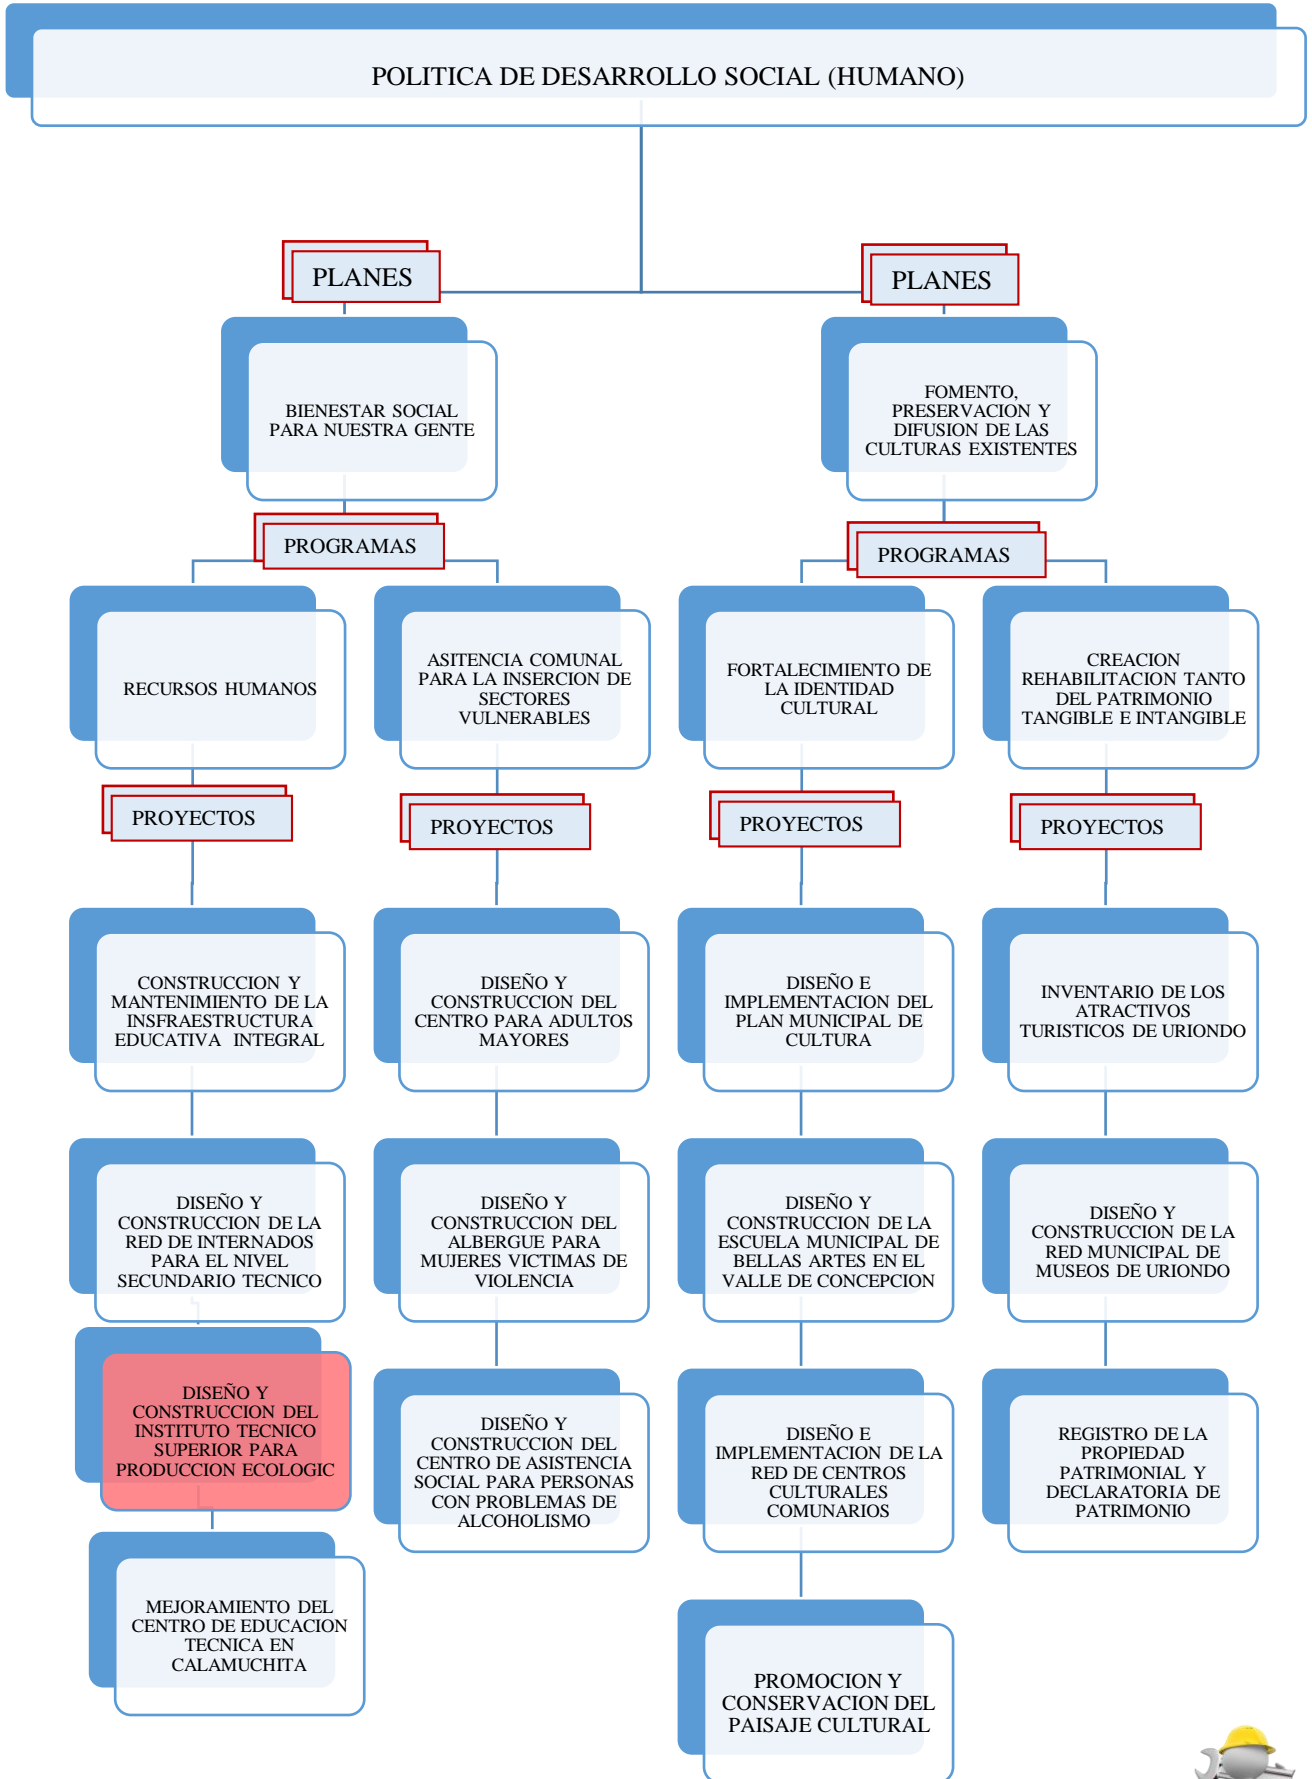 POLITICA DE DESARROLLO SOCIAL (HUMANO)
PLANES
PLANES
BIENESTAR SOCIAL
PARA NUESTRA GENTE
FOMENTO,
PRESERVACION Y
DIFUSION DE LAS
CULTURAS EXISTENTES
PROGRAMAS
PROGRAMAS
RECURSOS HUMANOS
ASITENCIA COMUNAL
PARA LA INSERCION DE
SECTORES
VULNERABLES
FORTALECIMIENTO DE
LA IDENTIDAD
CULTURAL
CREACION
REHABILITACION TANTO
DEL PATRIMONIO
TANGIBLE E INTANGIBLE
PROYECTOS
PROYECTOS
PROYECTOS
PROYECTOS
CONSTRUCCION Y
MANTENIMIENTO DE LA
INSFRAESTRUCTURA
EDUCATIVA INTEGRAL
DISEÑO Y
CONSTRUCCION DEL
CENTRO PARA ADULTOS
MAYORES
DISEÑO E
IMPLEMENTACION DEL
PLAN MUNICIPAL DE
CULTURA
INVENTARIO DE LOS
ATRACTIVOS
TURISTICOS DE URIONDO
DISEÑO Y
CONSTRUCCION DE LA
RED DE INTERNADOS
PARA EL NIVEL
SECUNDARIO TECNICO
DISEÑO Y
CONSTRUCCION DEL
ALBERGUE PARA
MUJERES VICTIMAS DE
VIOLENCIA
DISEÑO Y
CONSTRUCCION DE LA
ESCUELA MUNICIPAL DE
BELLAS ARTES EN EL
VALLE DE CONCEPCION
DISEÑO Y
CONSTRUCCION DE LA
RED MUNICIPAL DE
MUSEOS DE URIONDO
DISEÑO Y
CONSTRUCCION DEL
INSTITUTO TECNICO
SUPERIOR PARA
PRODUCCION ECOLOGIC
DISEÑO Y
CONSTRUCCION DEL
CENTRO DE ASISTENCIA
SOCIAL PARA PERSONAS
CON PROBLEMAS DE
ALCOHOLISMO
DISEÑO E
IMPLEMENTACION DE LA
RED DE CENTROS
CULTURALES
COMUNARIOS
REGISTRO DE LA
PROPIEDAD
PATRIMONIAL Y
DECLARATORIA DE
PATRIMONIO
MEJORAMIENTO DEL
CENTRO DE EDUCACION
TECNICA EN
CALAMUCHITA
PROMOCION Y
CONSERVACION DEL
PAISAJE CULTURAL